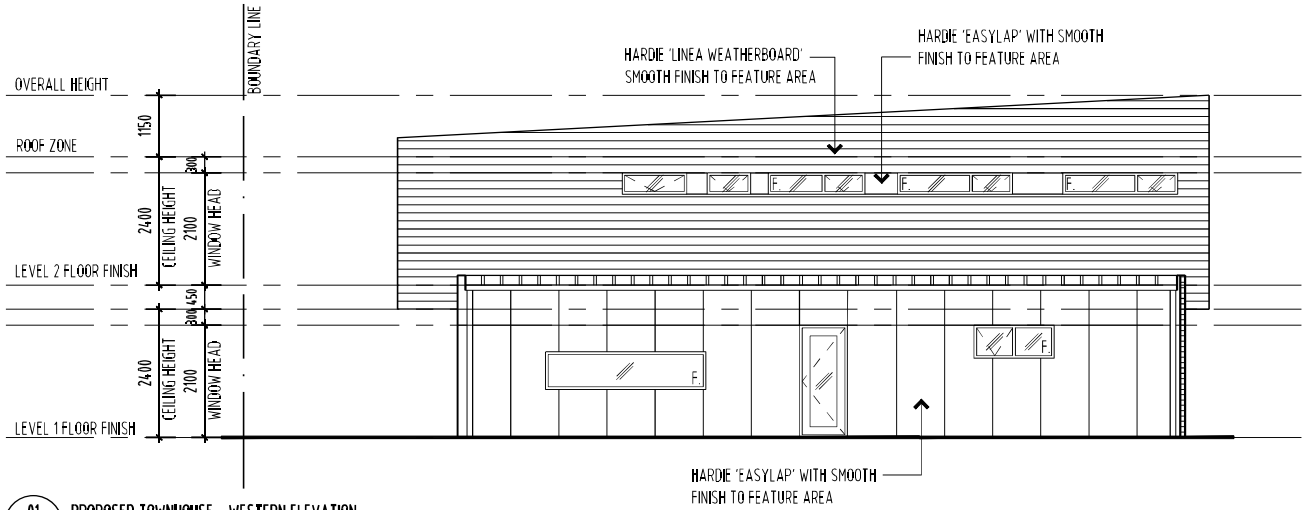 BOUNDARY LINE
HARDIE 'LINEA WEATHERBOARD'
SMOOTH FINISH TO FEATURE AREA
HARDIE 'EASYLAP' WITH SMOOTH
FINISH TO FEATURE AREA
OVERALL HEIGHT
1150
ROOF ZONE
300
2400
CEILING HEIGHT
2100
WINDOW HEAD
F.
F.
F.
LEVEL 2 FLOOR FINISH
450
300
2400
CEILING HEIGHT
2100
WINDOW HEAD
F.
F.
LEVEL 1 FLOOR FINISH
HARDIE 'EASYLAP' WITH SMOOTH
FINISH TO FEATURE AREA
01
PROPOSED TOWNHOUSE - WESTERN ELEVATION